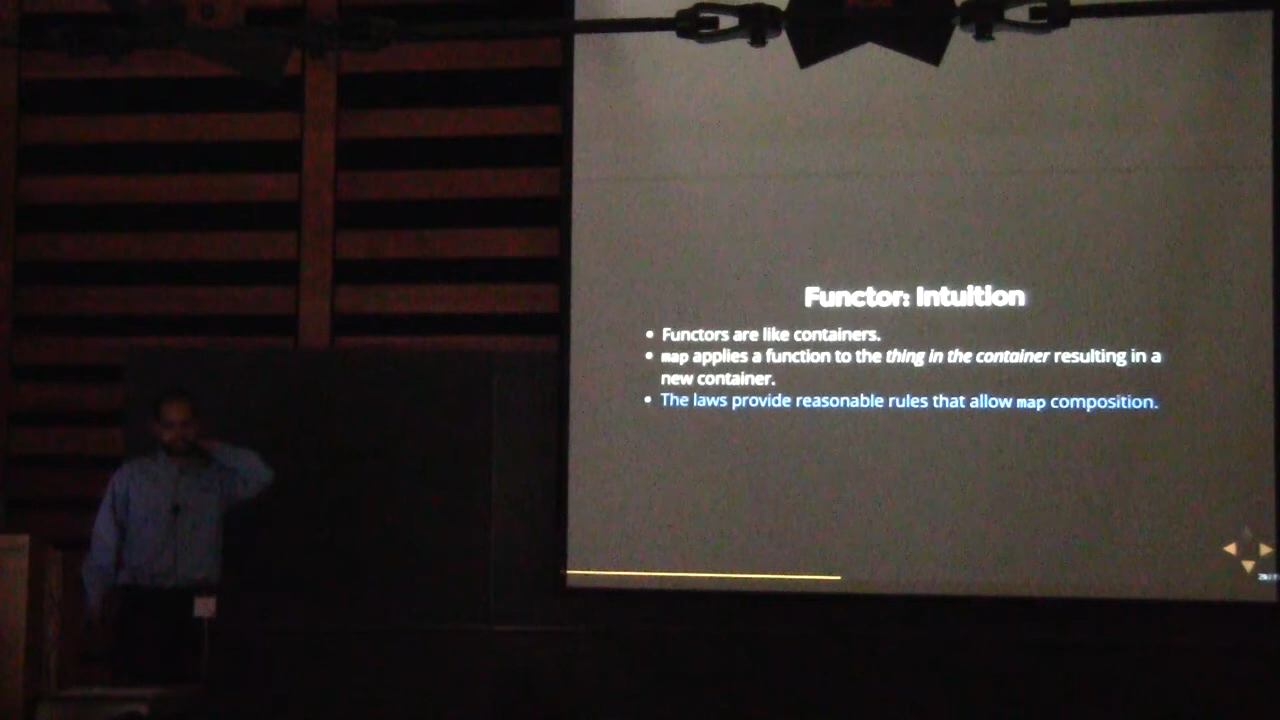 Functor: Intuition
• Functors are like containers.
• map applies a function to the thing in the container resulting in a
new container.
• The laws provide reasonable rules that allow map composition.